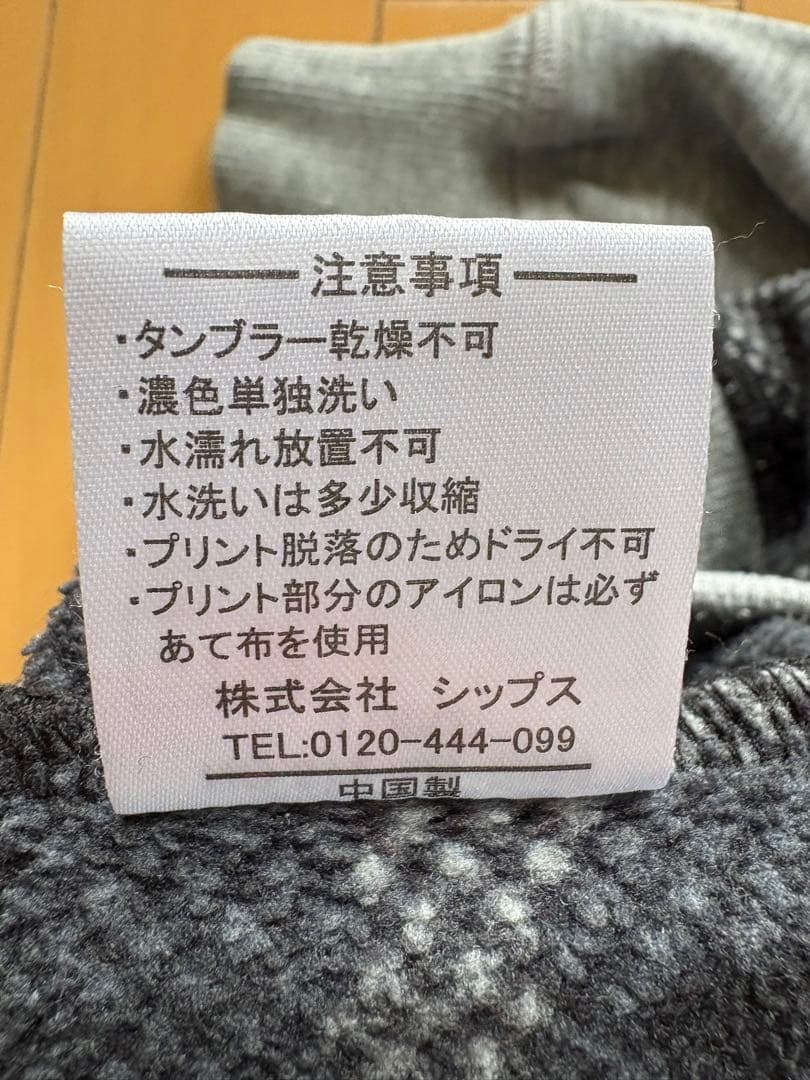 注意事項
・タンブラー乾燥不可
・濃色単独洗い
・水濡れ放置不可
・水洗いは多少収縮
・プリント脱落のためドライ不可
・プリント部分のアイロンは必ず
あて布を使用
株式会社 シップス
TEL:0120-444-099
中国製